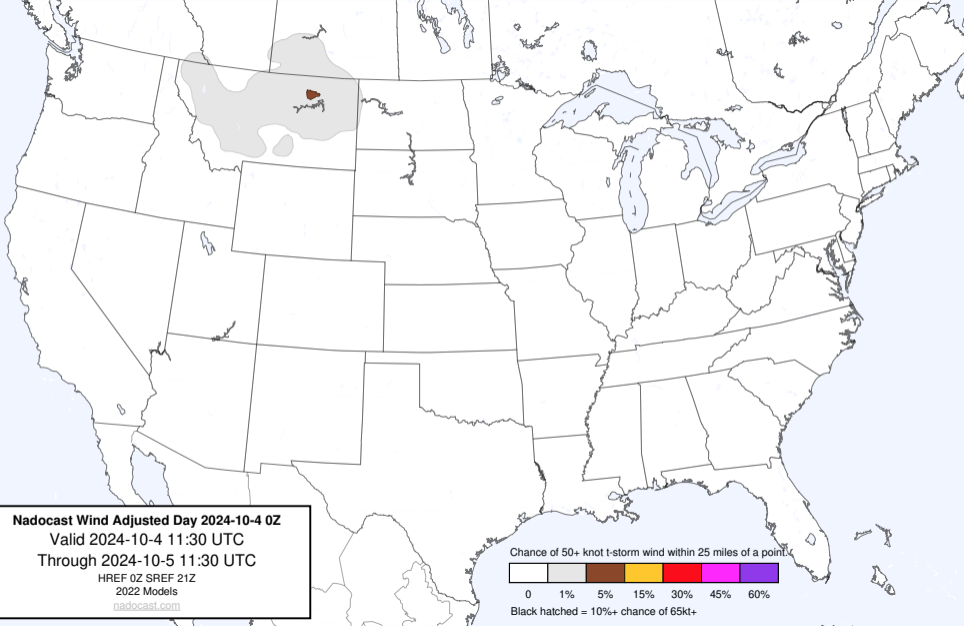 Nadocast Wind Adjusted Day 2024-10-4 0Z
Valid 2024-10-4 11:30 UTC
Through 2024-10-5 11:30 UTC
HREF 0Z SREF 21Z
2022 Models
nadocast.com
Chance of 50+ knot t-storm wind within 25 miles of a point.
0 1% 5% 15% 30% 45% 60%
Black hatched = 10%+ chance of 65kt+